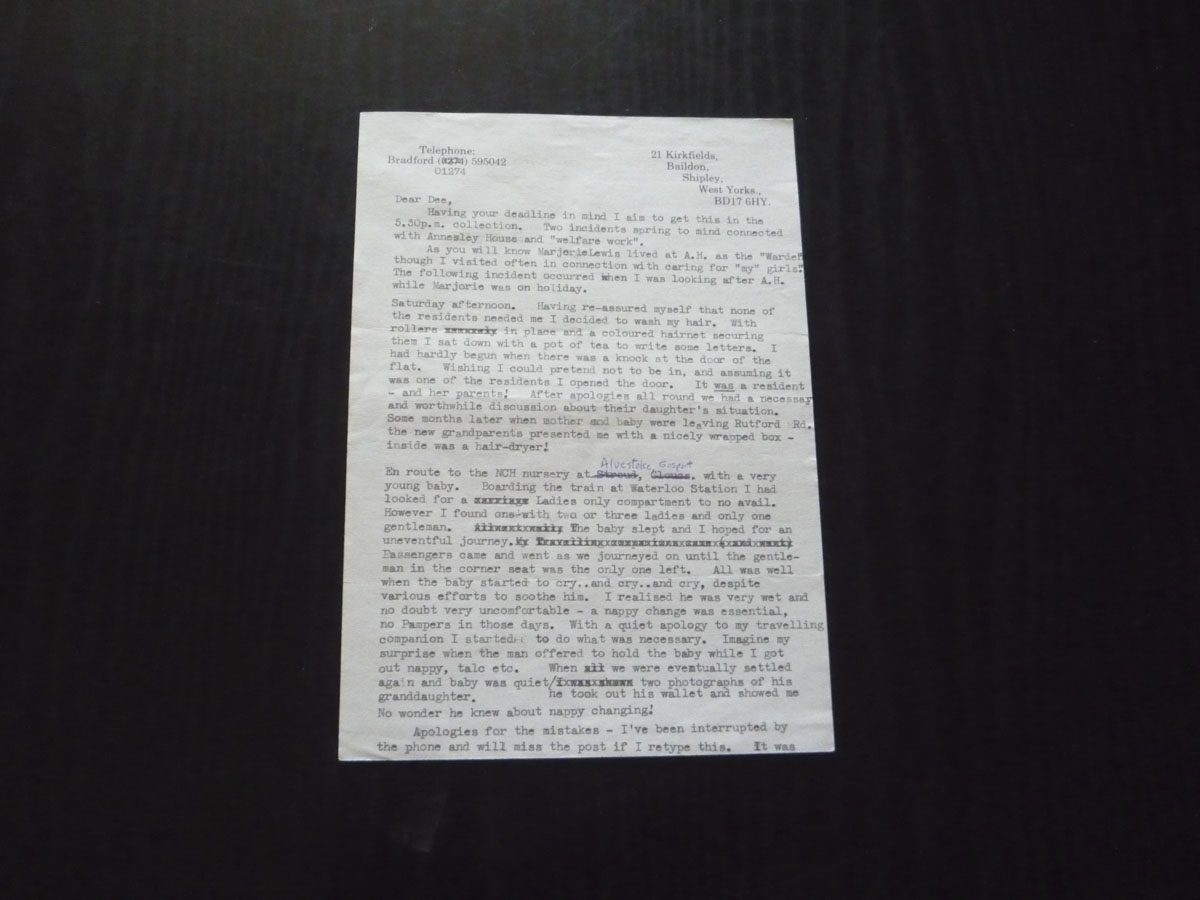 Telephone:
Bradford (0274) 595042
01274
21 Kirkfields,
Baildon,
Shipley,
West Yorks.,
BD17 6HY.
Dear Dee,
Having your deadline in mind I aim to get this in the
5.30p.m. collection. Two incidents spring to mind connected
with Annesley House and "welfare work".
As you will know MarjorieLewis lived at A.H. as the "Warde
though I visited often in connection with caring for "my" girls"
The following incident occurred when I was looking after A.H.
while Marjorie was on holiday.
Saturday afternoon. Having re-assured myself that none of
the residents needed me I decided to wash my hair. With
rollers in place and a coloured hairnet securing
them I sat down with a pot of tea to write some letters. I
had hardly begun when there was a knock at the door of the
flat. Wishing I could pretend not to be in, and assuming it
was one of the residents I opened the door. It was a resident
- and her parents! After apologies all round we had a necessay
and worthwhile discussion about their daughter's situation.
Some months later when mother and baby were leaving Rutford Rd.
the new grandparents presented me with a nicely wrapped box -
inside was a hair-dryer!
Alvestoke, Gosport
En route to the NCH nursery at Stroud, Gloucs. with a very
young baby. Boarding the train at Waterloo Station I had
looked for a carriage Ladies only compartment to no avail.
However I found one with two or three ladies and only one
gentleman. The baby slept and I hoped for an
uneventful journey.
Passengers came and went as we journeyed on until the gentle-
man in the corner seat was the only one left. All was well
when the baby started to cry..and cry..and cry, despite
various efforts to soothe him. I realised he was very wet and
no doubt very uncomfortable - a nappy change was essential,
no Pampers in those days. With a quiet apology to my travelling
companion I started to do what was necessary. Imagine my
surprise when the man offered to hold the baby while I got
out nappy, talc etc. When all we were eventually settled
again and baby was quiet/ two photographs of his
granddaughter. he took out his wallet and showed me
No wonder he knew about nappy changing!
Apologies for the mistakes - I've been interrupted by
the phone and will miss the post if I retype this. It was